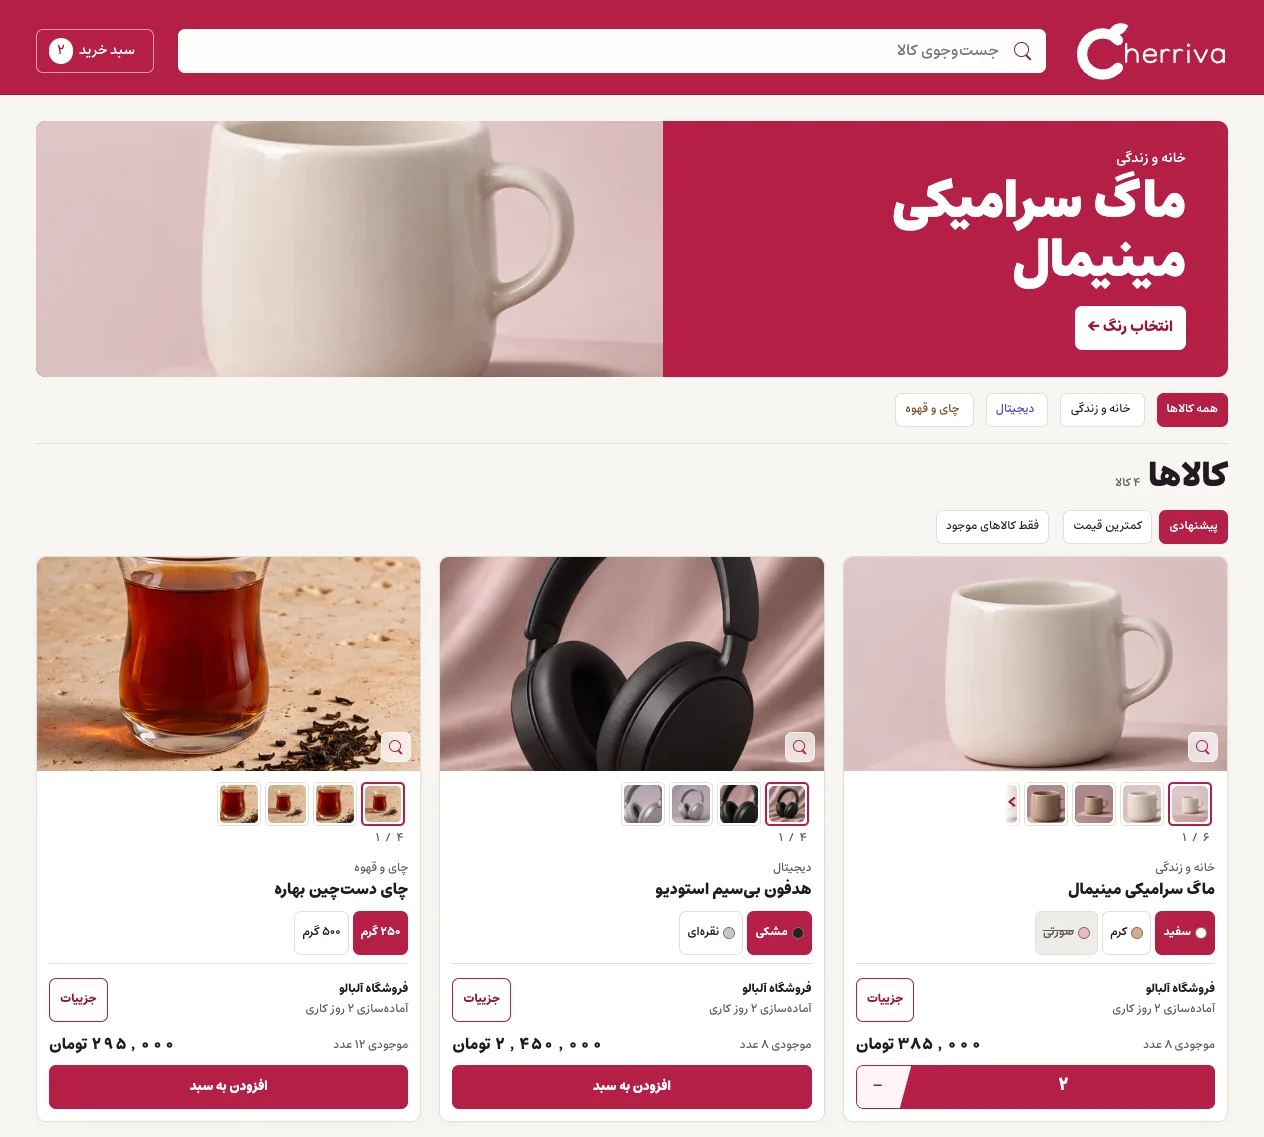 Cherriva
جست‌وجوی کالا
سبد خرید ۲
خانه و زندگی
ماگ سرامیکی
مینیمال
انتخاب رنگ ←
همه کالاها
خانه و زندگی
دیجیتال
چای و قهوه
کالاها ۴ کالا
پیشنهادی
کمترین قیمت
فقط کالاهای موجود
۱ / ۶
خانه و زندگی
ماگ سرامیکی مینیمال
سفید
کرم
صورتی
فروشگاه آلبالو
آماده‌سازی ۲ روز کاری
جزییات
موجودی ۸ عدد
۳۸۵,۰۰۰ تومان
۲
−
۱ / ۴
دیجیتال
هدفون بی‌سیم استودیو
مشکی
نقره‌ای
فروشگاه آلبالو
آماده‌سازی ۲ روز کاری
جزییات
موجودی ۸ عدد
۲,۴۵۰,۰۰۰ تومان
افزودن به سبد
۱ / ۴
چای و قهوه
چای دست‌چین بهاره
۲۵۰ گرم
۵۰۰ گرم
فروشگاه آلبالو
آماده‌سازی ۲ روز کاری
جزییات
موجودی ۱۲ عدد
۲۹۵,۰۰۰ تومان
افزودن به سبد